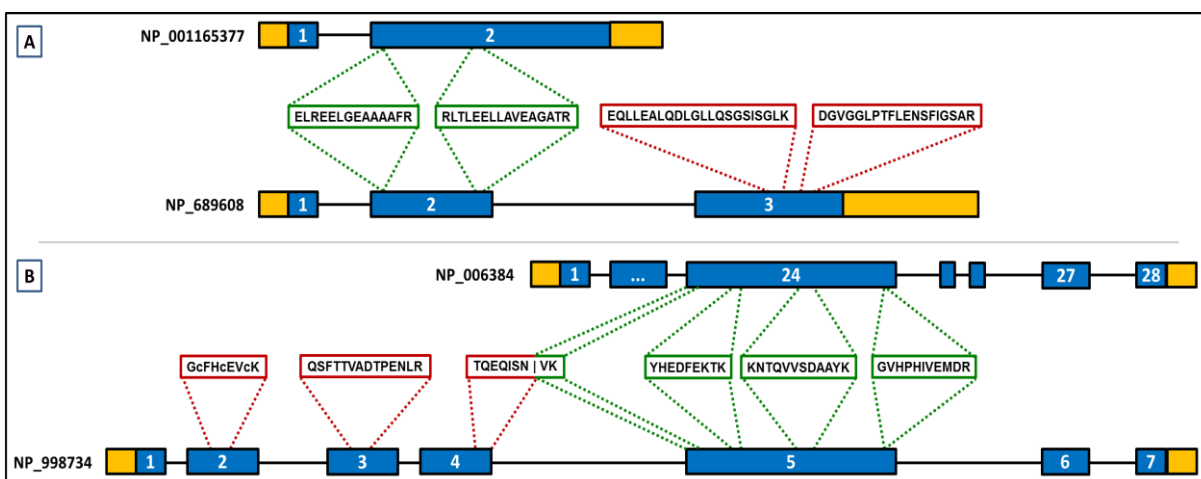 A
NP_001165377
1
2
ELREELGEAAAAFR
RLTLEELLAVEAGATR
EQLLEALQDLGLLQSGSISGLK
DGVGGLPTFLENSFIGSAR
NP_689608
1
2
3
B
NP_006384
1
...
24
27
28
GcFHcEVcK
QSFTTVADTPENLR
TQEQISN | VK
YHEDFEKTK
KNTQVVSDAAYK
GVHPHIVEMDR
NP_998734
1
2
3
4
5
6
7